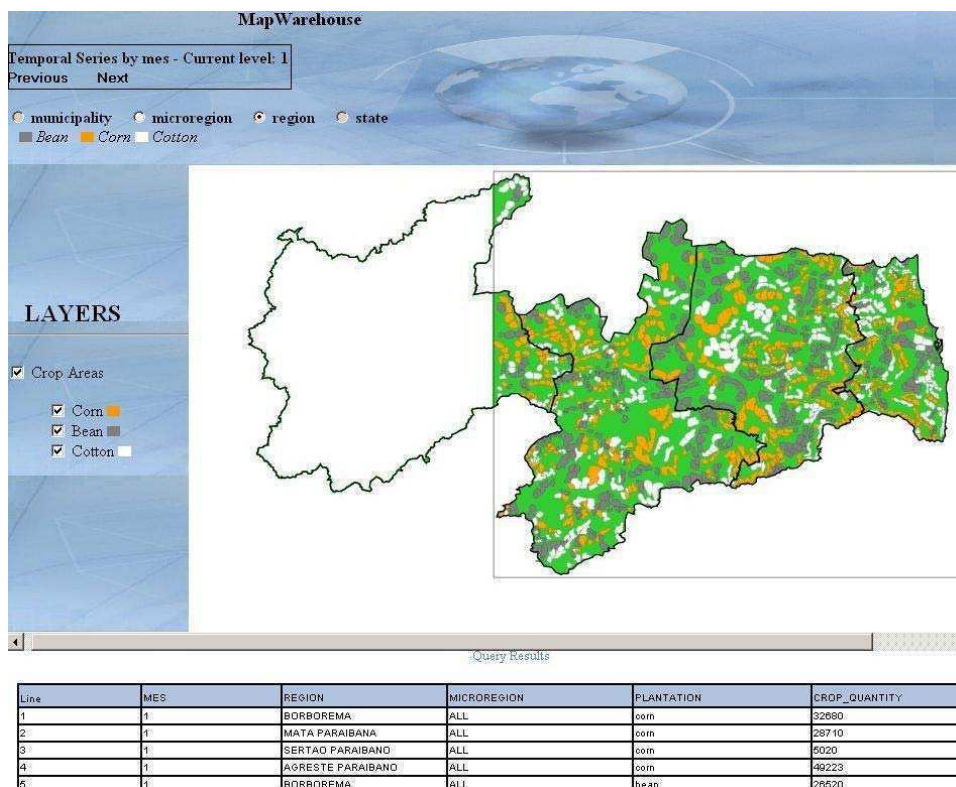 MapWarehouse
Temporal Series by mes - Current level: 1
Previous Next
municipality microregion region state
Bean Corn Cotton
LAYERS
Crop Areas
Corn
Bean
Cotton
Query Results
Line MES REGION MICROREGION PLANTATION CROP_QUANTITY
1 1 BORBOREMA ALL corn 32680
2 1 MATA PARAIBANA ALL corn 28710
3 1 SERTAO PARAIBANO ALL corn 5020
4 1 AGRESTE PARAIBANO ALL corn 49223
5 1 BORBOREMA ALL bean 26520